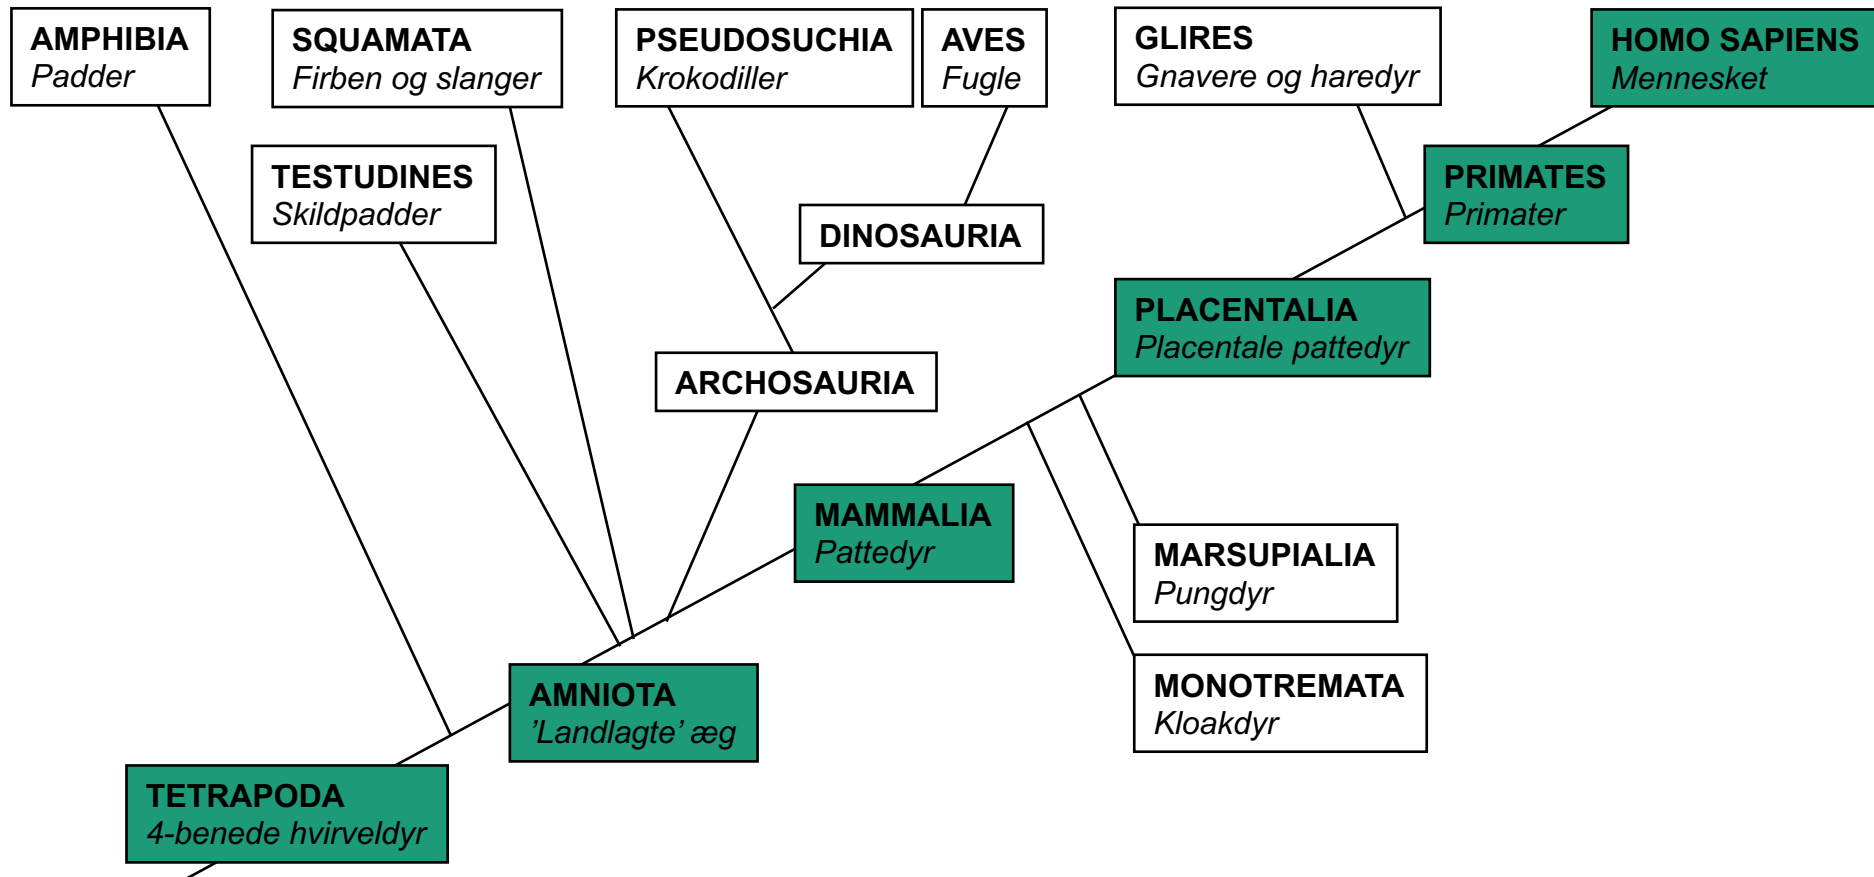 AMPHIBIA
Padder
SQUAMATA
Firben og slanger
PSEUDOSUCHIA
Krokodiller
AVES
Fugle
GLIRES
Gnavere og haredyr
HOMO SAPIENS
Mennesket
TESTUDINES
Skildpadder
PRIMATES
Primater
DINOSAURIA
PLACENTALIA
Placentale pattedyr
ARCHOSAURIA
MAMMALIA
Pattedyr
MARSUPIALIA
Pungdyr
MONOTREMATA
Kloakdyr
AMNIOTA
’Landlagte’ æg
TETRAPODA
4-benede hvirveldyr